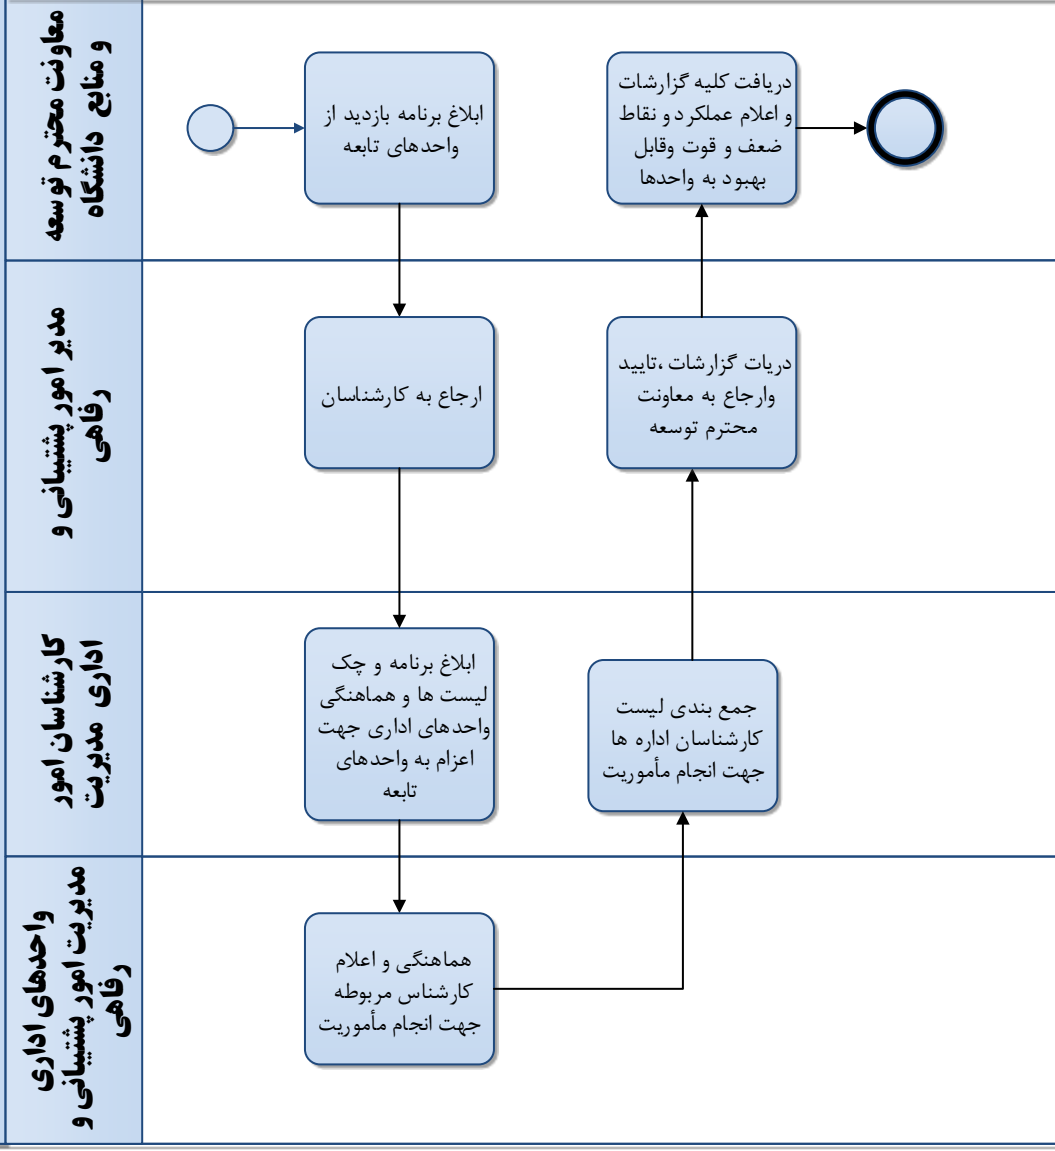 معاونت محترم توسعه
و منابع دانشگاه
ابلاغ برنامه بازدید از
واحدهای تابعه
دریافت کلیه گزارشات
و اعلام عملکرد و نقاط
ضعف و قوت وقابل
بهبود به واحدها
مدیر امور پشتیبانی و
رفاهی
ارجاع به کارشناسان
دریات گزارشات ،تایید
وارجاع به معاونت
محترم توسعه
کارشناسان امور
اداری مدیریت
ابلاغ برنامه و چک
لیست ها و هماهنگی
واحدهای اداری جهت
اعزام به واحدهای
تابعه
جمع بندی لیست
کارشناسان اداره ها
جهت انجام مأموریت
واحدهای اداری
مدیریت امور پشتیبانی و
رفاهی
هماهنگی و اعلام
کارشناس مربوطه
جهت انجام مأموریت